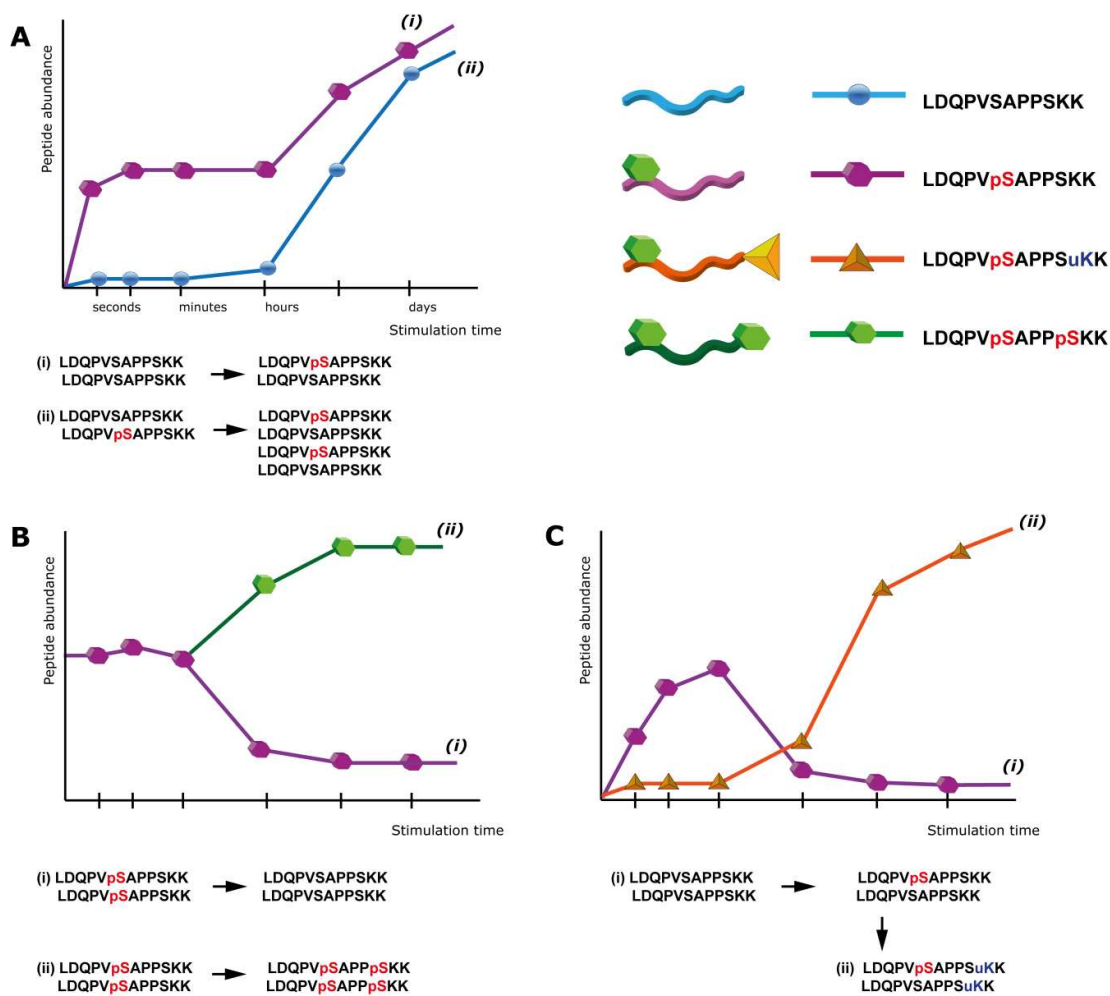 A
Peptide abundance
(i)
(ii)
seconds minutes hours days
Stimulation time
(i) LDQPVSAPPSKK LDQPVpSAPPSKK
LDQPVSAPPSKK LDQPVSAPPSKK
(ii) LDQPVSAPPSKK LDQPVpSAPPSKK
LDQPVpSAPPSKK LDQPVSAPPSKK
LDQPVpSAPPSKK
LDQPVSAPPSKK
LDQPVSAPPSKK
LDQPVpSAPPSKK
LDQPVpSAPPSuKK
LDQPVpSAPPpSKK
B
Peptide abundance
(ii)
(i)
Stimulation time
(i) LDQPVpSAPPSKK LDQPVSAPPSKK
LDQPVpSAPPSKK LDQPVSAPPSKK
(ii) LDQPVpSAPPSKK LDQPVpSAPPpSKK
LDQPVpSAPPSKK LDQPVpSAPPpSKK
C
Peptide abundance
(ii)
(i)
Stimulation time
(i) LDQPVSAPPSKK LDQPVpSAPPSKK
LDQPVSAPPSKK LDQPVSAPPSKK
(ii) LDQPVpSAPPSuKK
LDQPVSAPPSuKK